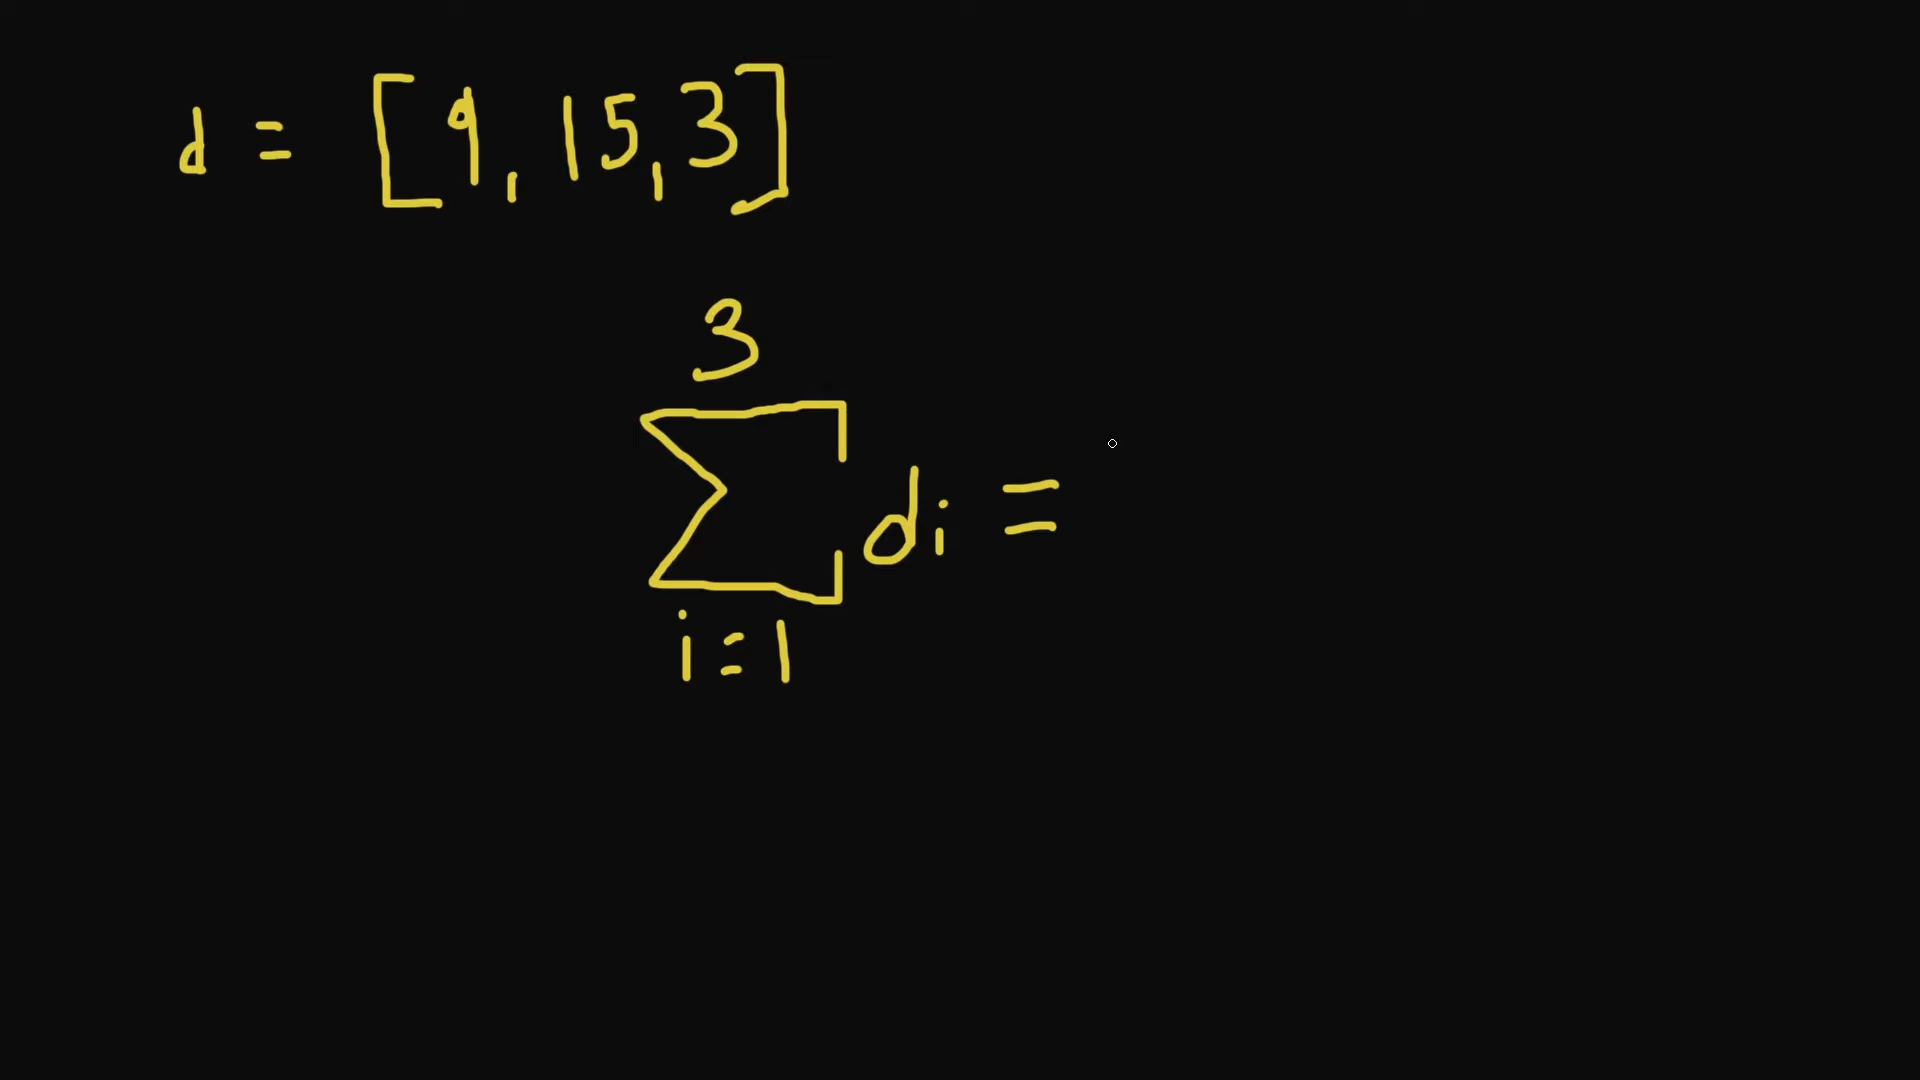 d = [9, 15, 3]
3
∑ di =
i = 1